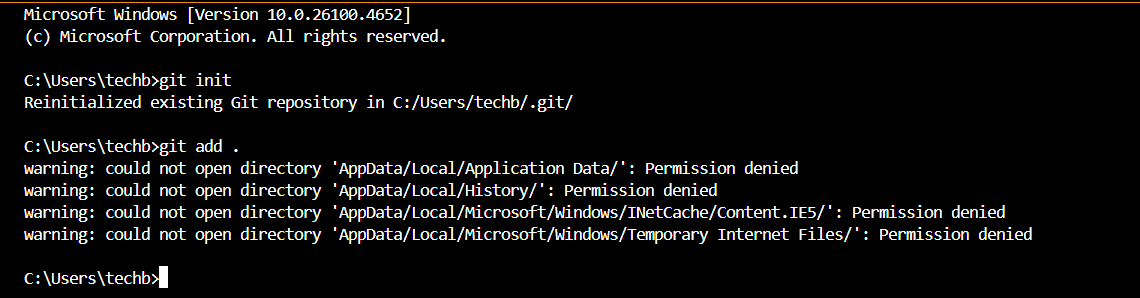 Microsoft Windows [Version 10.0.26100.4652]
(c) Microsoft Corporation. All rights reserved.
C:\Users\techb>git init
Reinitialized existing Git repository in C:/Users/techb/.git/
C:\Users\techb>git add .
warning: could not open directory 'AppData/Local/Application Data/': Permission denied
warning: could not open directory 'AppData/Local/History/': Permission denied
warning: could not open directory 'AppData/Local/Microsoft/Windows/INetCache/Content.IE5/': Permission denied
warning: could not open directory 'AppData/Local/Microsoft/Windows/Temporary Internet Files/': Permission denied
C:\Users\techb>